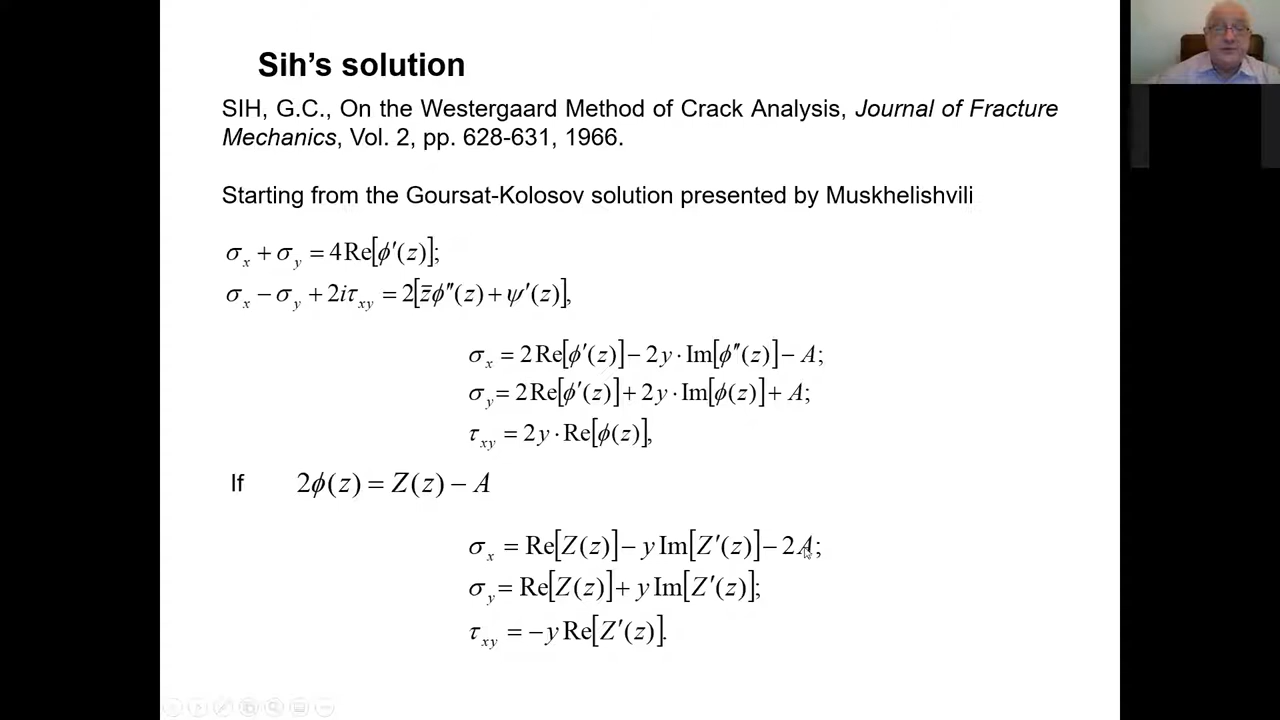 Sih’s solution
SIH, G.C., On the Westergaard Method of Crack Analysis, Journal of Fracture
Mechanics, Vol. 2, pp. 628-631, 1966.
Starting from the Goursat-Kolosov solution presented by Muskhelishvili
σ_x + σ_y = 4Re[ϕ′(z)];
σ_x − σ_y + 2iτ_xy = 2[z̄ϕ″(z) + ψ′(z)],
σ_x = 2Re[ϕ′(z)] − 2y·Im[ϕ″(z)] − A;
σ_y = 2Re[ϕ′(z)] + 2y·Im[ϕ(z)] + A;
τ_xy = 2y·Re[ϕ(z)],
If 2ϕ(z) = Z(z) − A
σ_x = Re[Z(z)] − y Im[Z′(z)] − 2A;
σ_y = Re[Z(z)] + y Im[Z′(z)];
τ_xy = −y Re[Z′(z)].